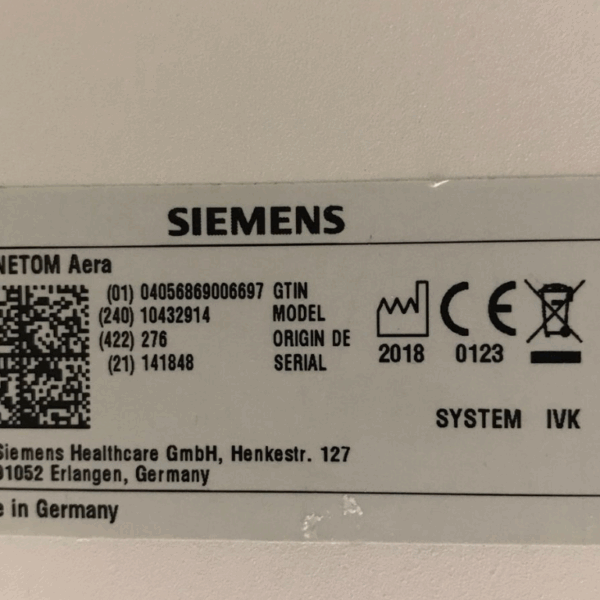 SIEMENS
NETOM Aera
(01) 04056869006697 GTIN
(240) 10432914 MODEL
(422) 276 ORIGIN DE
(21) 141848 SERIAL
2018 0123
SYSTEM IVK
Siemens Healthcare GmbH, Henkestr. 127
91052 Erlangen, Germany
e in Germany